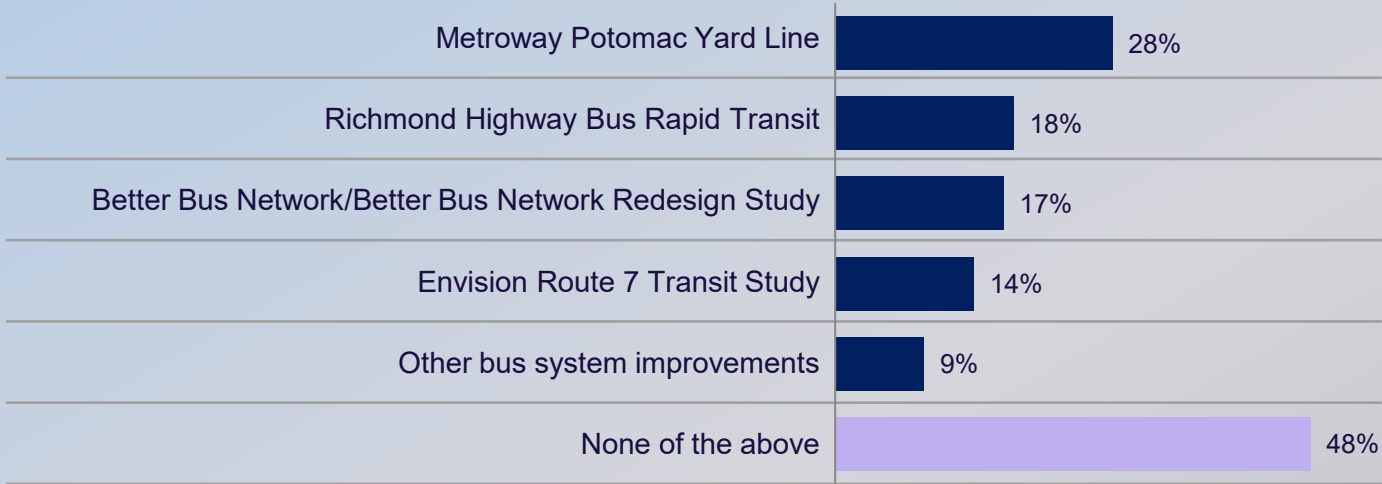 Metroway Potomac Yard Line 28%
Richmond Highway Bus Rapid Transit 18%
Better Bus Network/Better Bus Network Redesign Study 17%
Envision Route 7 Transit Study 14%
Other bus system improvements 9%
None of the above 48%